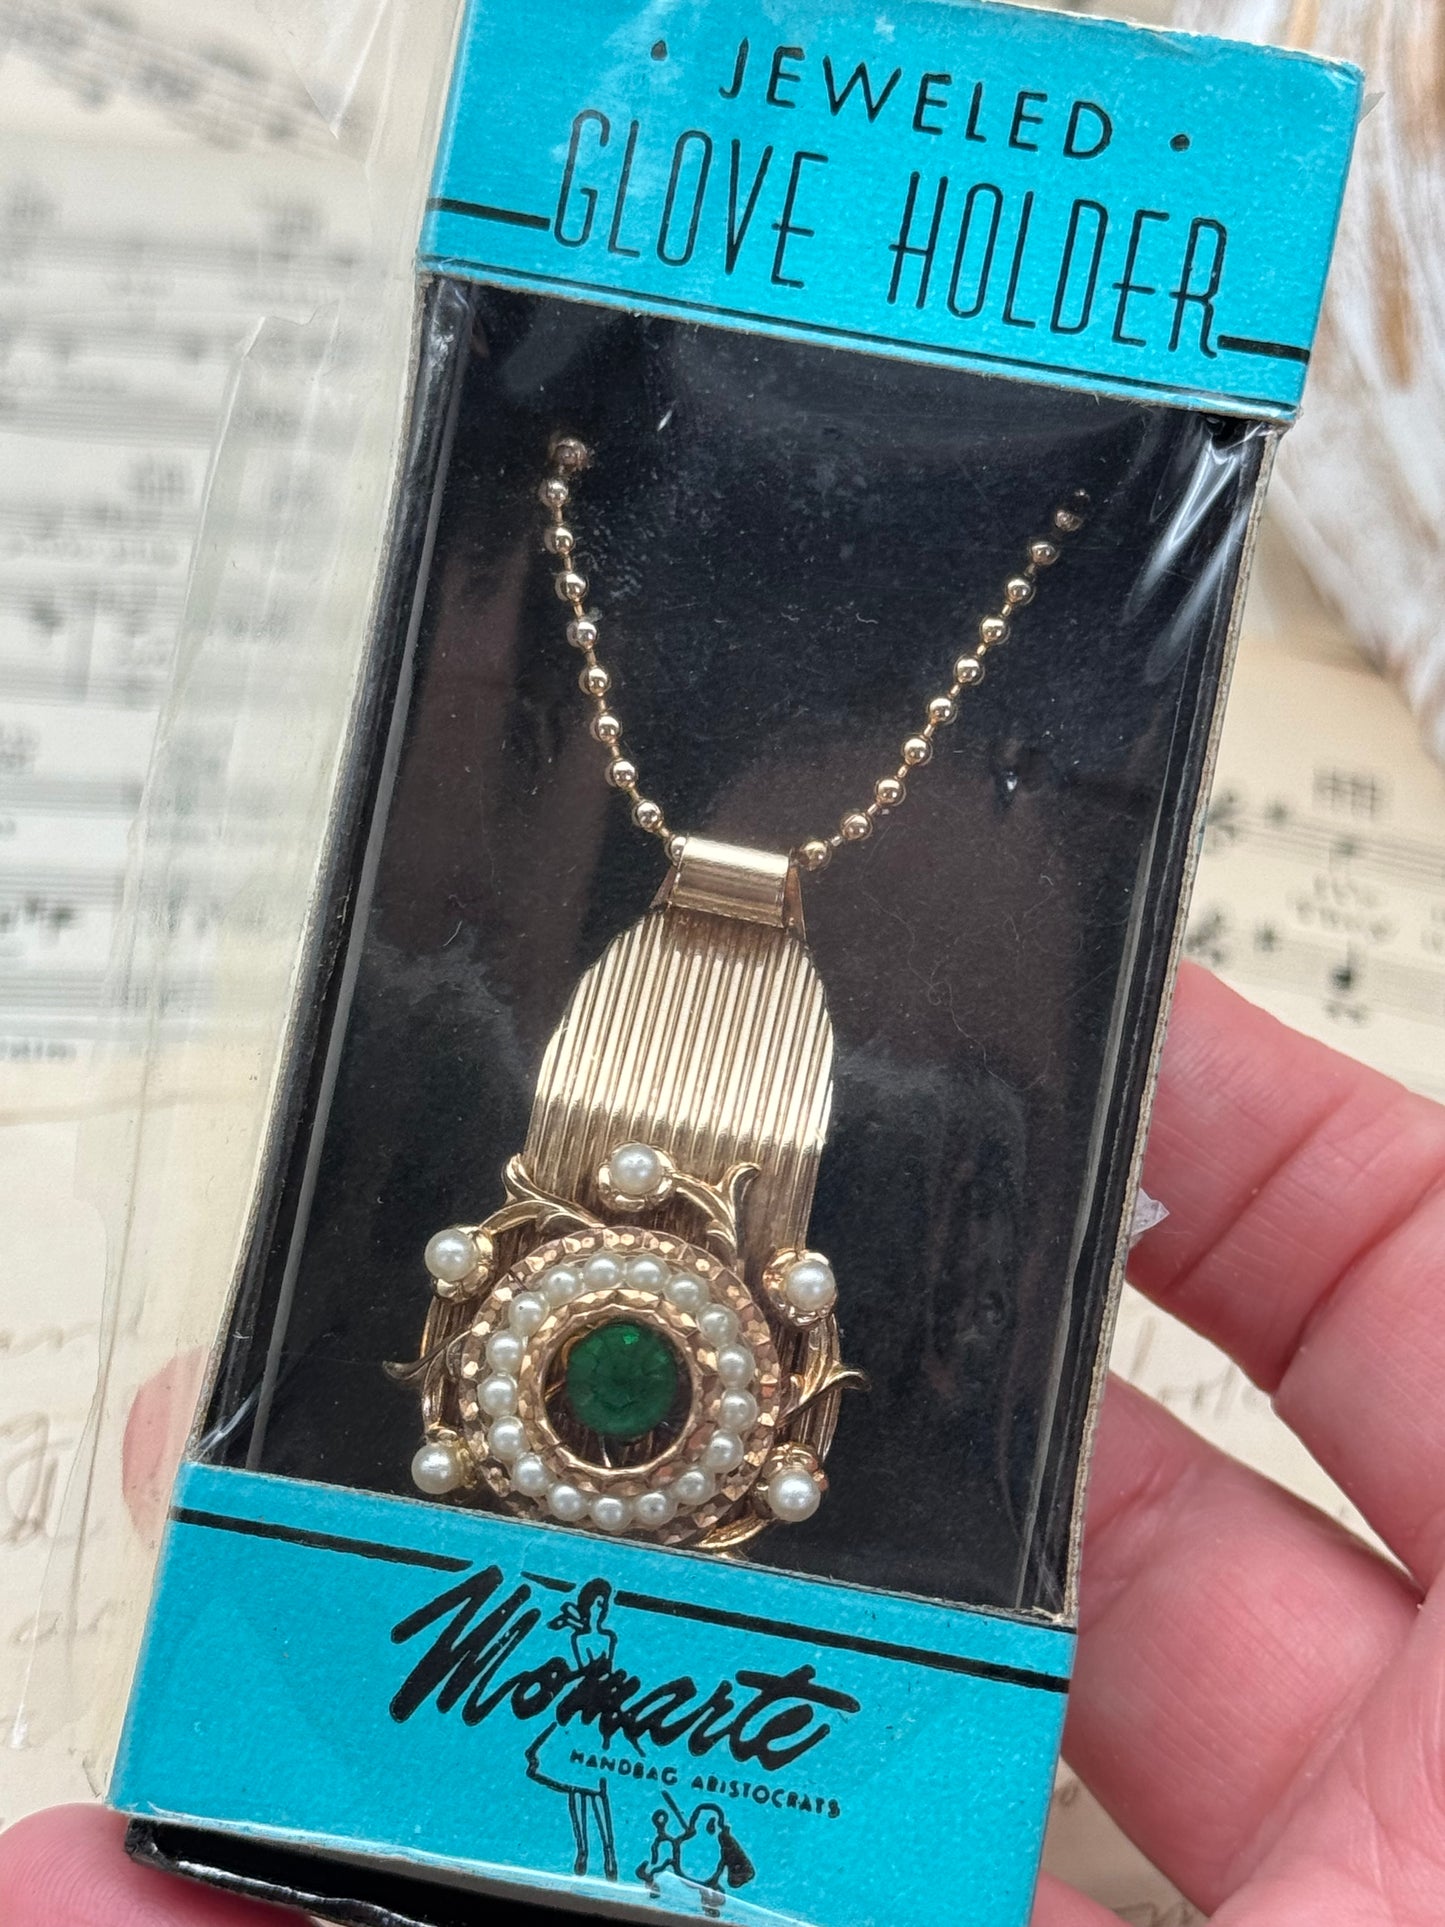 • JEWELED •
GLOVE HOLDER
Momarte
HANDBAG ARISTOCRATS